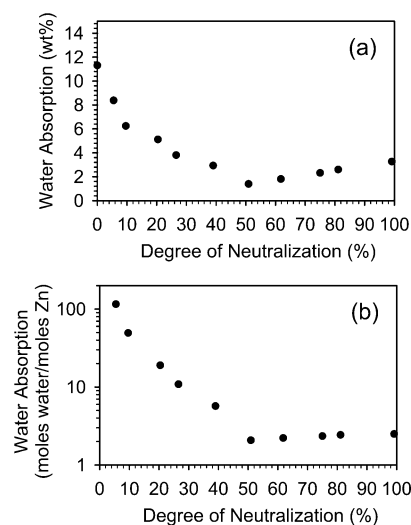 Water Absorption (wt%)
14
12
10
8
6
4
2
0
(a)
0 10 20 30 40 50 60 70 80 90 100
Degree of Neutralization (%)
Water Absorption
(moles water/moles Zn)
100
10
1
(b)
0 10 20 30 40 50 60 70 80 90 100
Degree of Neutralization (%)